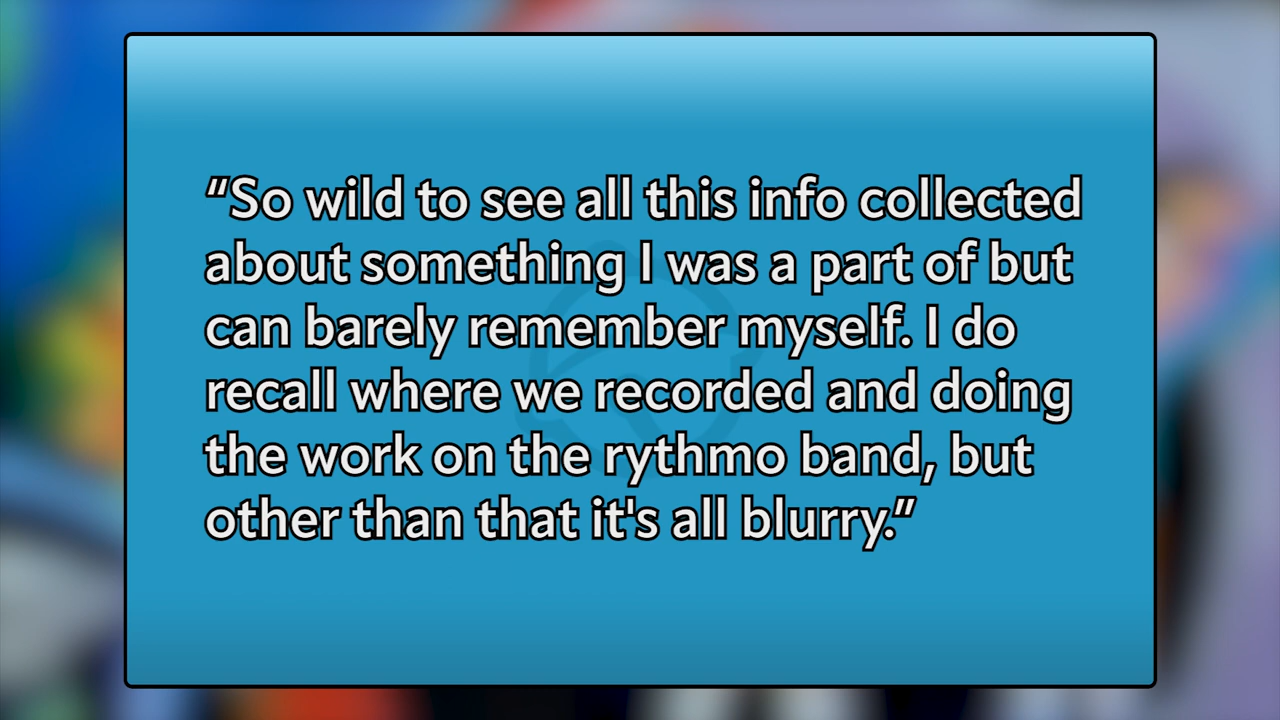 “So wild to see all this info collected
about something I was a part of but
can barely remember myself. I do
recall where we recorded and doing
the work on the rythmo band, but
other than that it's all blurry.”